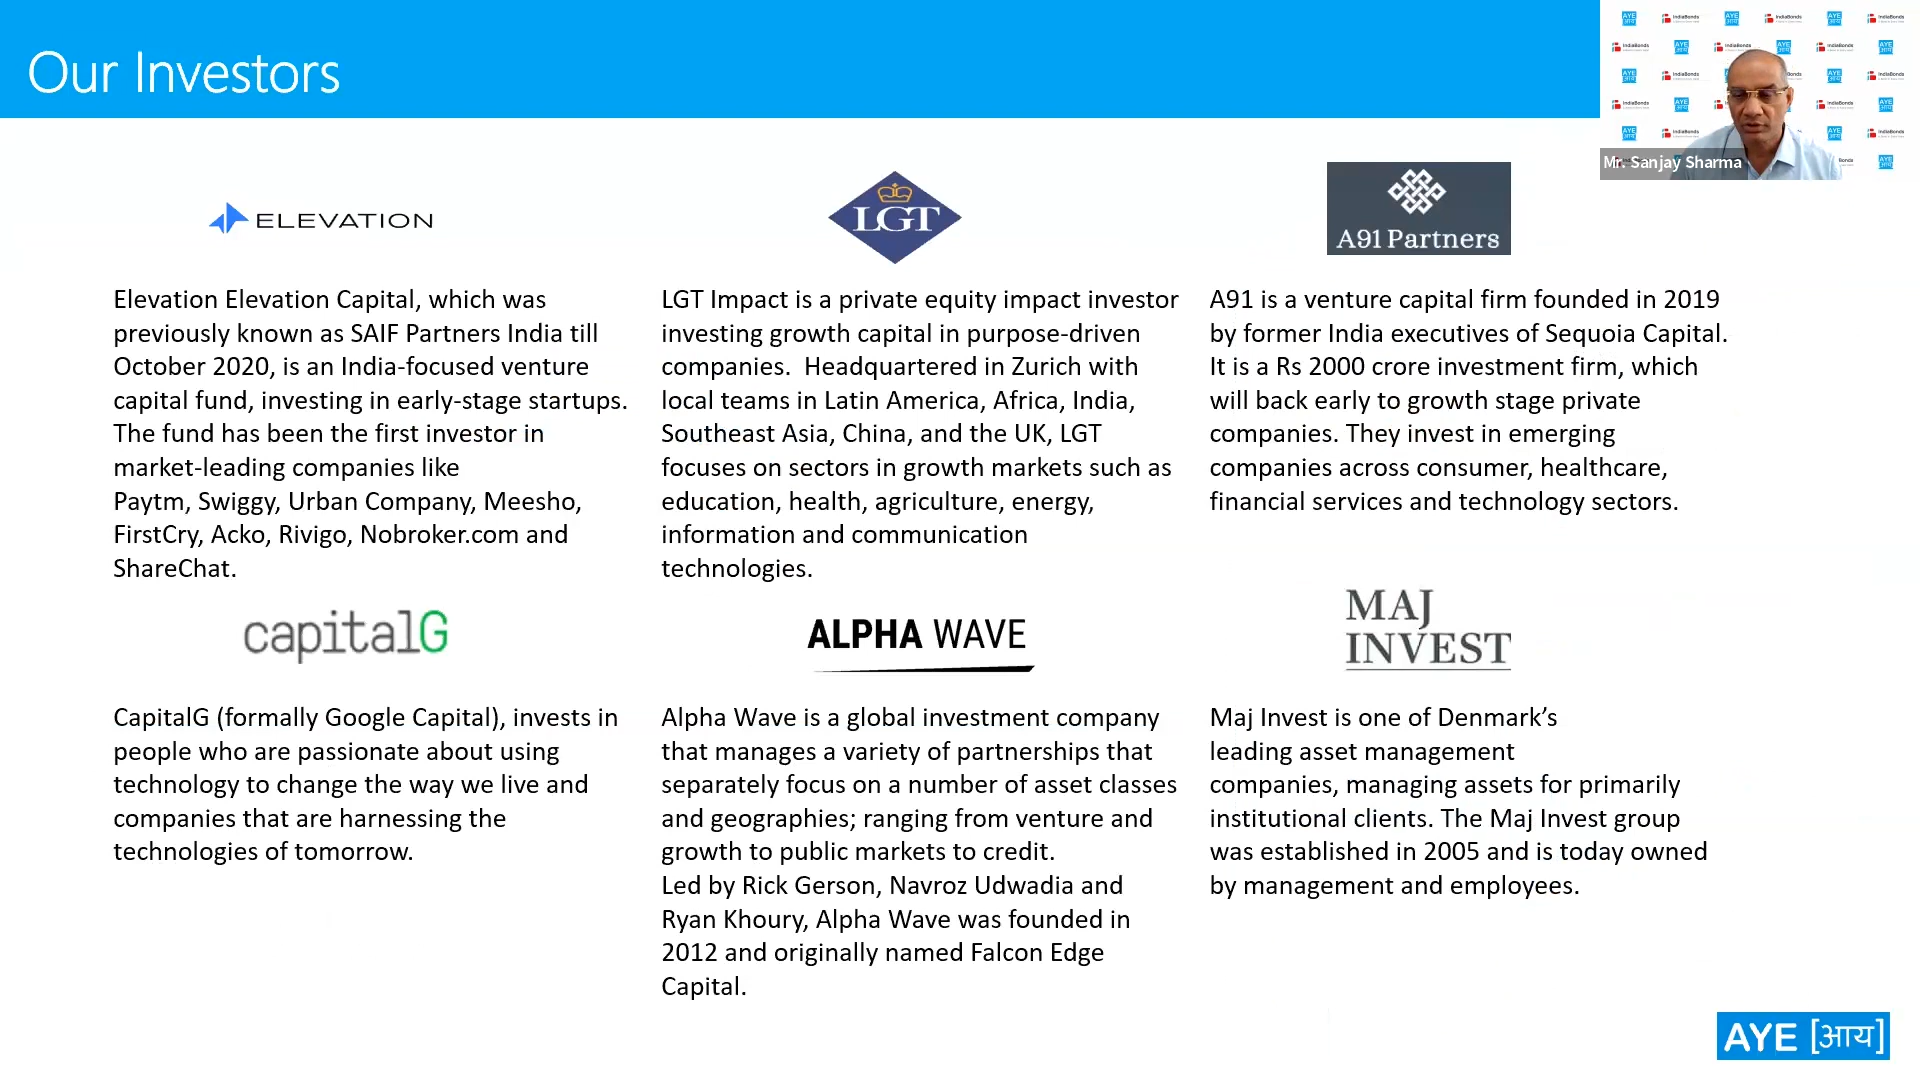 Our Investors
Mr. Sanjay Sharma
ELEVATION
Elevation Elevation Capital, which was
previously known as SAIF Partners India till
October 2020, is an India-focused venture
capital fund, investing in early-stage startups.
The fund has been the first investor in
market-leading companies like
Paytm, Swiggy, Urban Company, Meesho,
FirstCry, Acko, Rivigo, Nobroker.com and
ShareChat.
LGT
LGT Impact is a private equity impact investor
investing growth capital in purpose-driven
companies.  Headquartered in Zurich with
local teams in Latin America, Africa, India,
Southeast Asia, China, and the UK, LGT
focuses on sectors in growth markets such as
education, health, agriculture, energy,
information and communication
technologies.
A91 Partners
A91 is a venture capital firm founded in 2019
by former India executives of Sequoia Capital.
It is a Rs 2000 crore investment firm, which
will back early to growth stage private
companies. They invest in emerging
companies across consumer, healthcare,
financial services and technology sectors.
capitalG
CapitalG (formally Google Capital), invests in
people who are passionate about using
technology to change the way we live and
companies that are harnessing the
technologies of tomorrow.
ALPHA WAVE
Alpha Wave is a global investment company
that manages a variety of partnerships that
separately focus on a number of asset classes
and geographies; ranging from venture and
growth to public markets to credit.
Led by Rick Gerson, Navroz Udwadia and
Ryan Khoury, Alpha Wave was founded in
2012 and originally named Falcon Edge
Capital.
MAJ
INVEST
Maj Invest is one of Denmark’s
leading asset management
companies, managing assets for primarily
institutional clients. The Maj Invest group
was established in 2005 and is today owned
by management and employees.
AYE [आय]